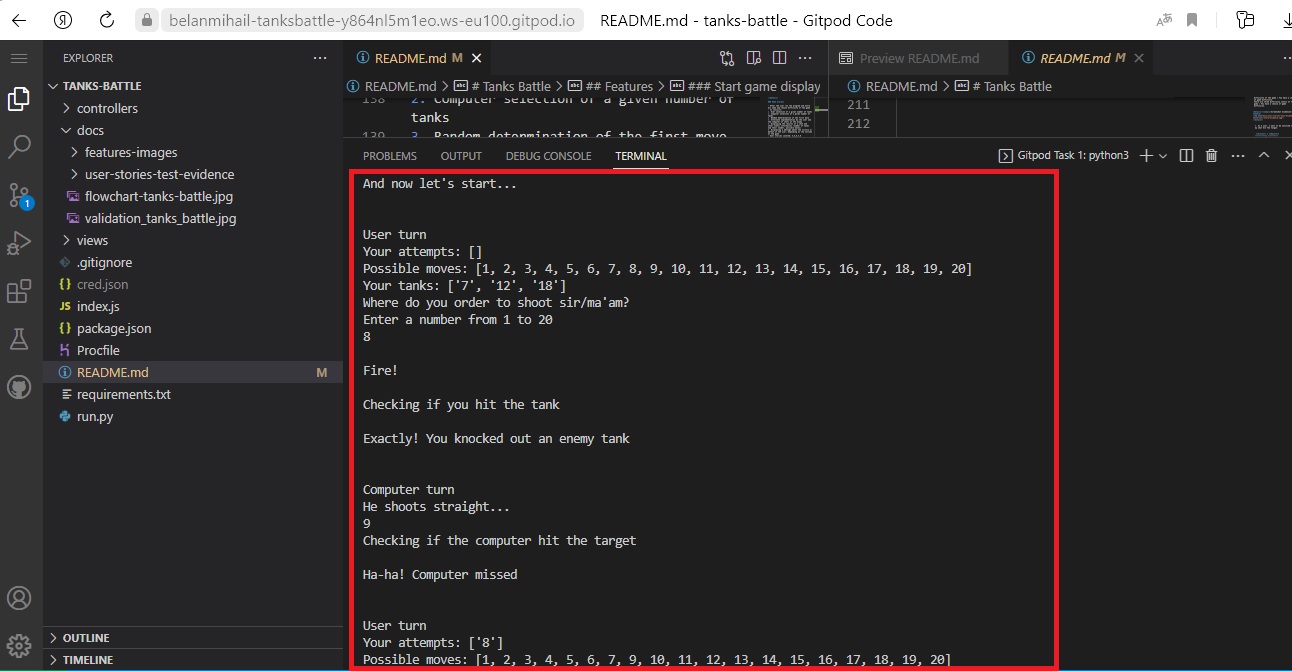 belanmihail-tanksbattle-y864nl5m1eo.ws-eu100.gitpod.io README.md - tanks-battle - Gitpod Code
EXPLORER
TANKS-BATTLE
controllers
docs
features-images
user-stories-test-evidence
flowchart-tanks-battle.jpg
validation_tanks_battle.jpg
views
.gitignore
cred.json
index.js
package.json
Procfile
README.md M
requirements.txt
run.py
OUTLINE
TIMELINE
1
README.md M
README.md > # Tanks Battle > ## Features > ### Start game display
138 2. Computer selection of a given number of
tanks
139 3. Random determination of the first move
Preview README.md
README.md M
README.md > # Tanks Battle
211
212
PROBLEMS OUTPUT DEBUG CONSOLE TERMINAL
Gitpod Task 1: python3
And now let's start...
User turn
Your attempts: []
Possible moves: [1, 2, 3, 4, 5, 6, 7, 8, 9, 10, 11, 12, 13, 14, 15, 16, 17, 18, 19, 20]
Your tanks: ['7', '12', '18']
Where do you order to shoot sir/ma'am?
Enter a number from 1 to 20
8
Fire!
Checking if you hit the tank
Exactly! You knocked out an enemy tank
Computer turn
He shoots straight...
9
Checking if the computer hit the target
Ha-ha! Computer missed
User turn
Your attempts: ['8']
Possible moves: [1, 2, 3, 4, 5, 6, 7, 9, 10, 11, 12, 13, 14, 15, 16, 17, 18, 19, 20]